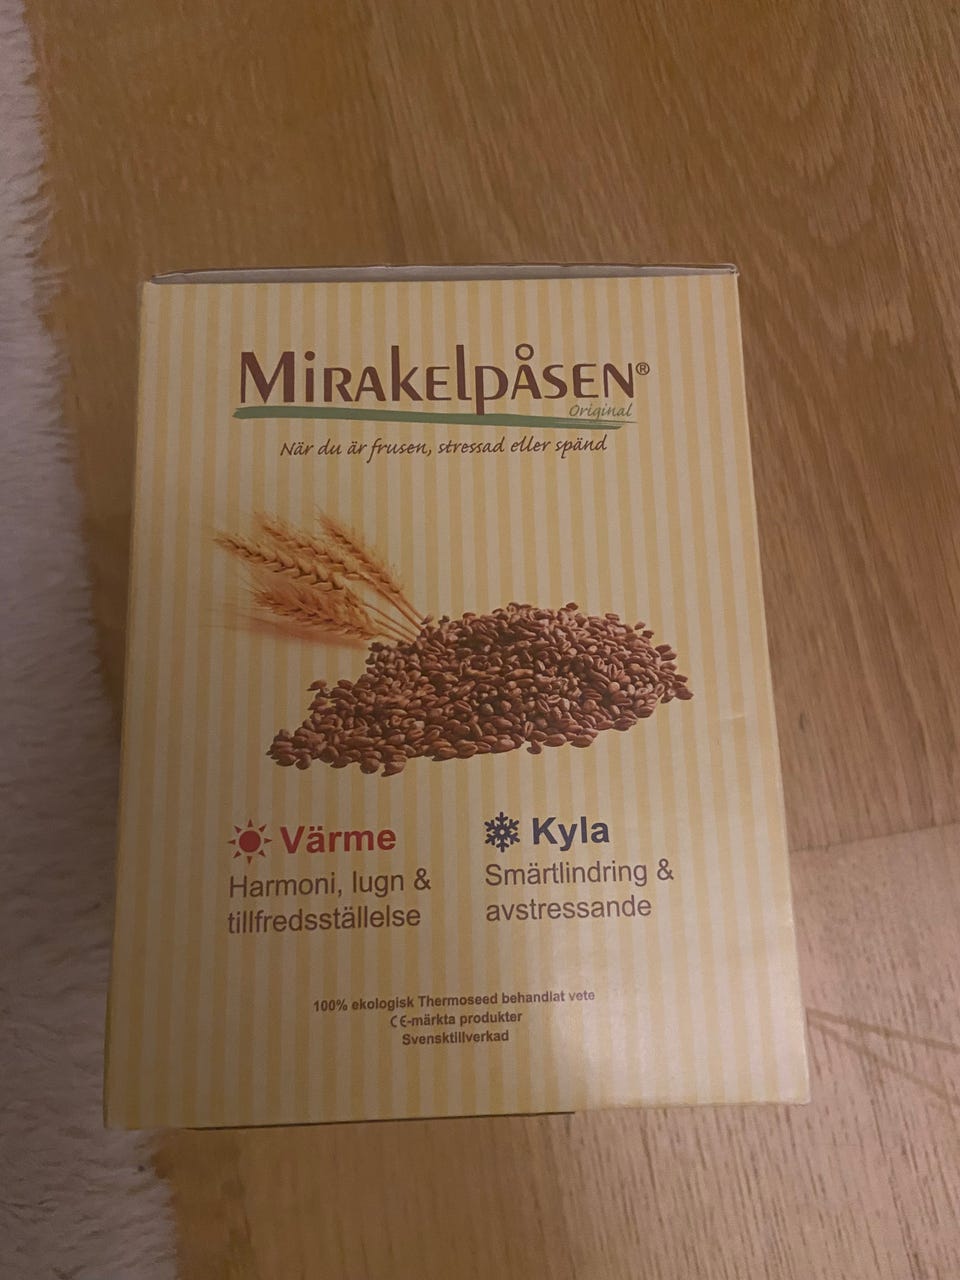 MiRAKElpÅSEN®
Original
När du är frusen, stressad eller spänd
Värme
Harmoni, lugn &
tillfredsställelse
Kyla
Smärtlindring &
avstressande
100% ekologisk Thermoseed behandlat vete
CE-märkta produkter
Svensktillverkad